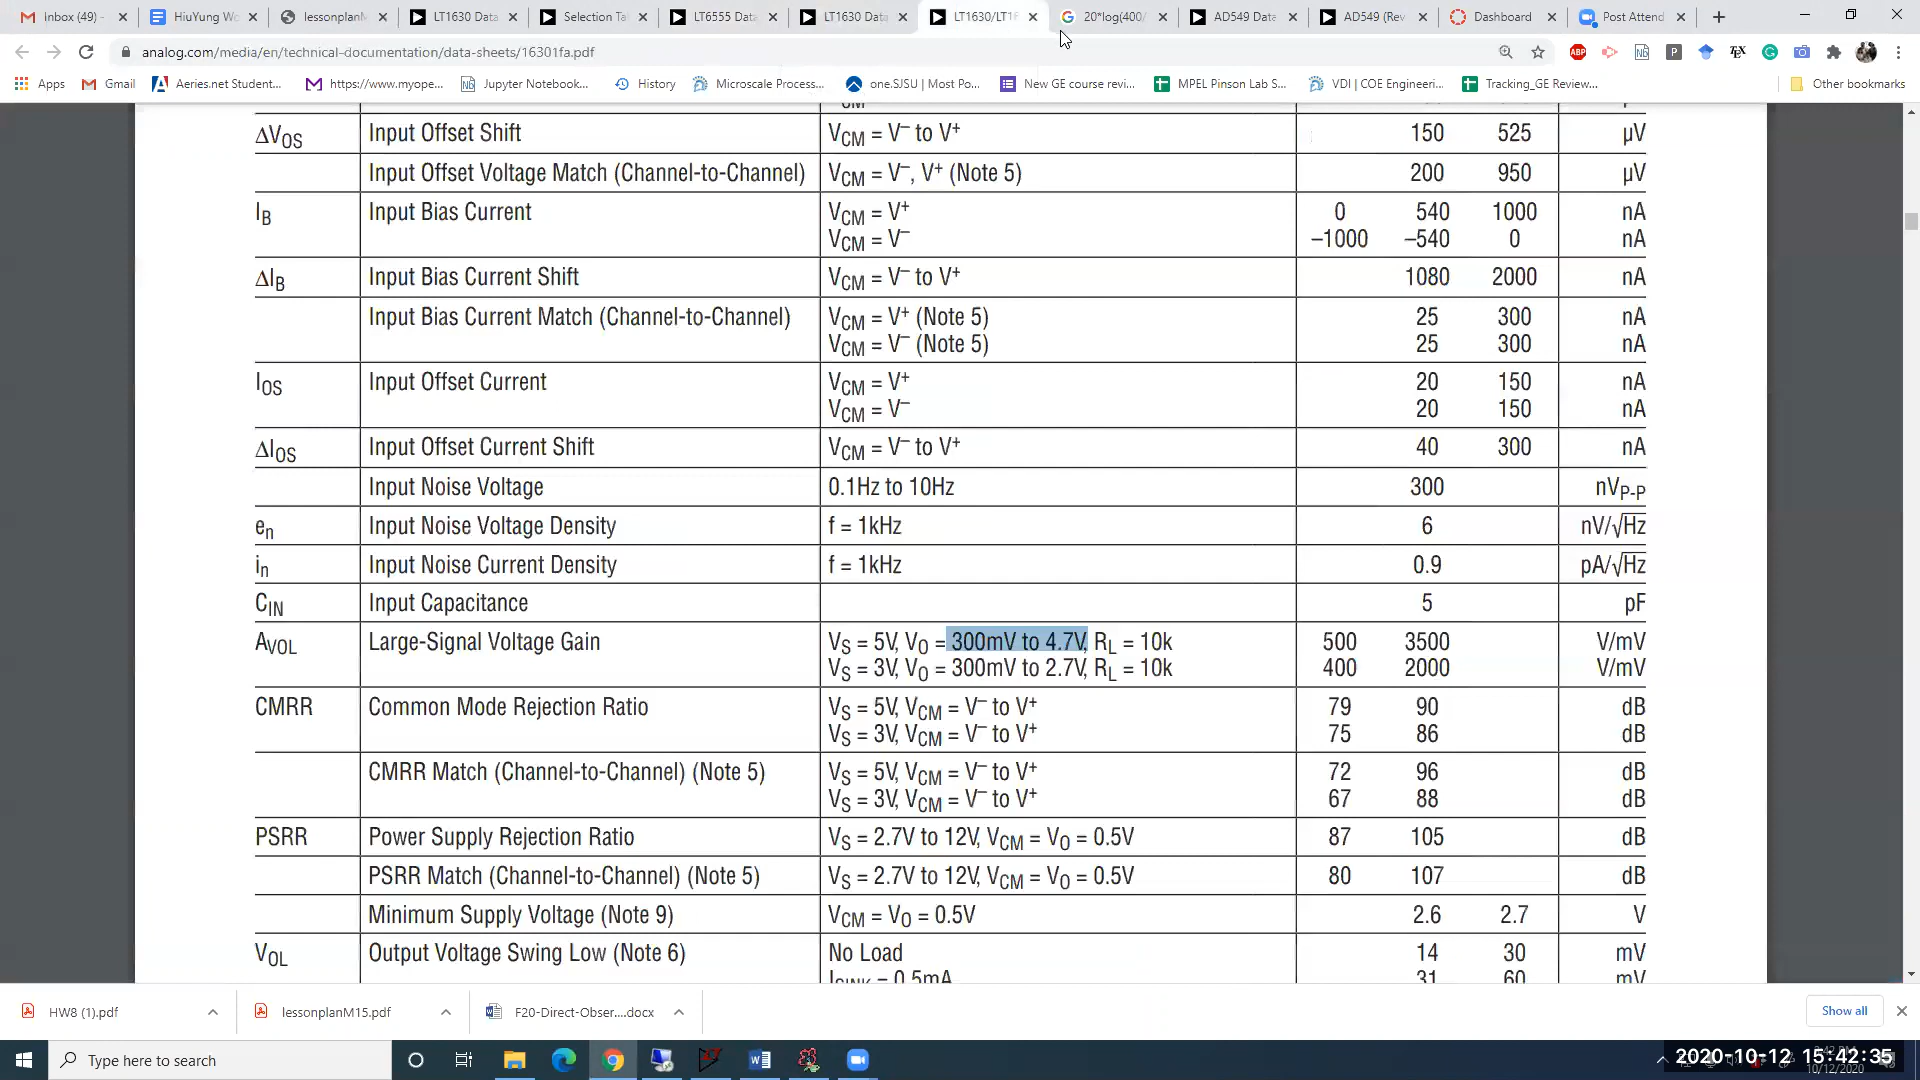 Inbox (49) -
HiuYung Wo
lessonplanM
LT1630 Data
Selection Ta
LT6555 Data
LT1630 Data
LT1630/LT16
20*log(400/
AD549 Data
AD549 (Rev
Dashboard
Post Attend
analog.com/media/en/technical-documentation/data-sheets/16301fa.pdf
Apps
Gmail
Aeries.net Student...
https://www.myope...
Jupyter Notebook...
History
Microscale Process...
one.SJSU | Most Po...
New GE course revi...
MPEL Pinson Lab S...
VDI | COE Engineeri...
Tracking_GE Review...
Other bookmarks
ΔVOS Input Offset Shift VCM = V– to V+ 150 525 µV
Input Offset Voltage Match (Channel-to-Channel) VCM = V–, V+ (Note 5) 200 950 µV
IB Input Bias Current VCM = V+ 0 540 1000 nA
VCM = V– –1000 –540 0 nA
ΔIB Input Bias Current Shift VCM = V– to V+ 1080 2000 nA
Input Bias Current Match (Channel-to-Channel) VCM = V+ (Note 5) 25 300 nA
VCM = V– (Note 5) 25 300 nA
IOS Input Offset Current VCM = V+ 20 150 nA
VCM = V– 20 150 nA
ΔIOS Input Offset Current Shift VCM = V– to V+ 40 300 nA
Input Noise Voltage 0.1Hz to 10Hz 300 nVP-P
en Input Noise Voltage Density f = 1kHz 6 nV/√Hz
in Input Noise Current Density f = 1kHz 0.9 pA/√Hz
CIN Input Capacitance 5 pF
AVOL Large-Signal Voltage Gain VS = 5V, VO = 300mV to 4.7V, RL = 10k 500 3500 V/mV
VS = 3V, VO = 300mV to 2.7V, RL = 10k 400 2000 V/mV
CMRR Common Mode Rejection Ratio VS = 5V, VCM = V– to V+ 79 90 dB
VS = 3V, VCM = V– to V+ 75 86 dB
CMRR Match (Channel-to-Channel) (Note 5) VS = 5V, VCM = V– to V+ 72 96 dB
VS = 3V, VCM = V– to V+ 67 88 dB
PSRR Power Supply Rejection Ratio VS = 2.7V to 12V, VCM = VO = 0.5V 87 105 dB
PSRR Match (Channel-to-Channel) (Note 5) VS = 2.7V to 12V, VCM = VO = 0.5V 80 107 dB
Minimum Supply Voltage (Note 9) VCM = VO = 0.5V 2.6 2.7 V
VOL Output Voltage Swing Low (Note 6) No Load 14 30 mV
ISINK = 0.5mA 31 60 mV
HW8 (1).pdf
lessonplanM15.pdf
F20-Direct-Obser....docx
Show all
Type here to search
2020-10-12 15:42:35
10/12/2020